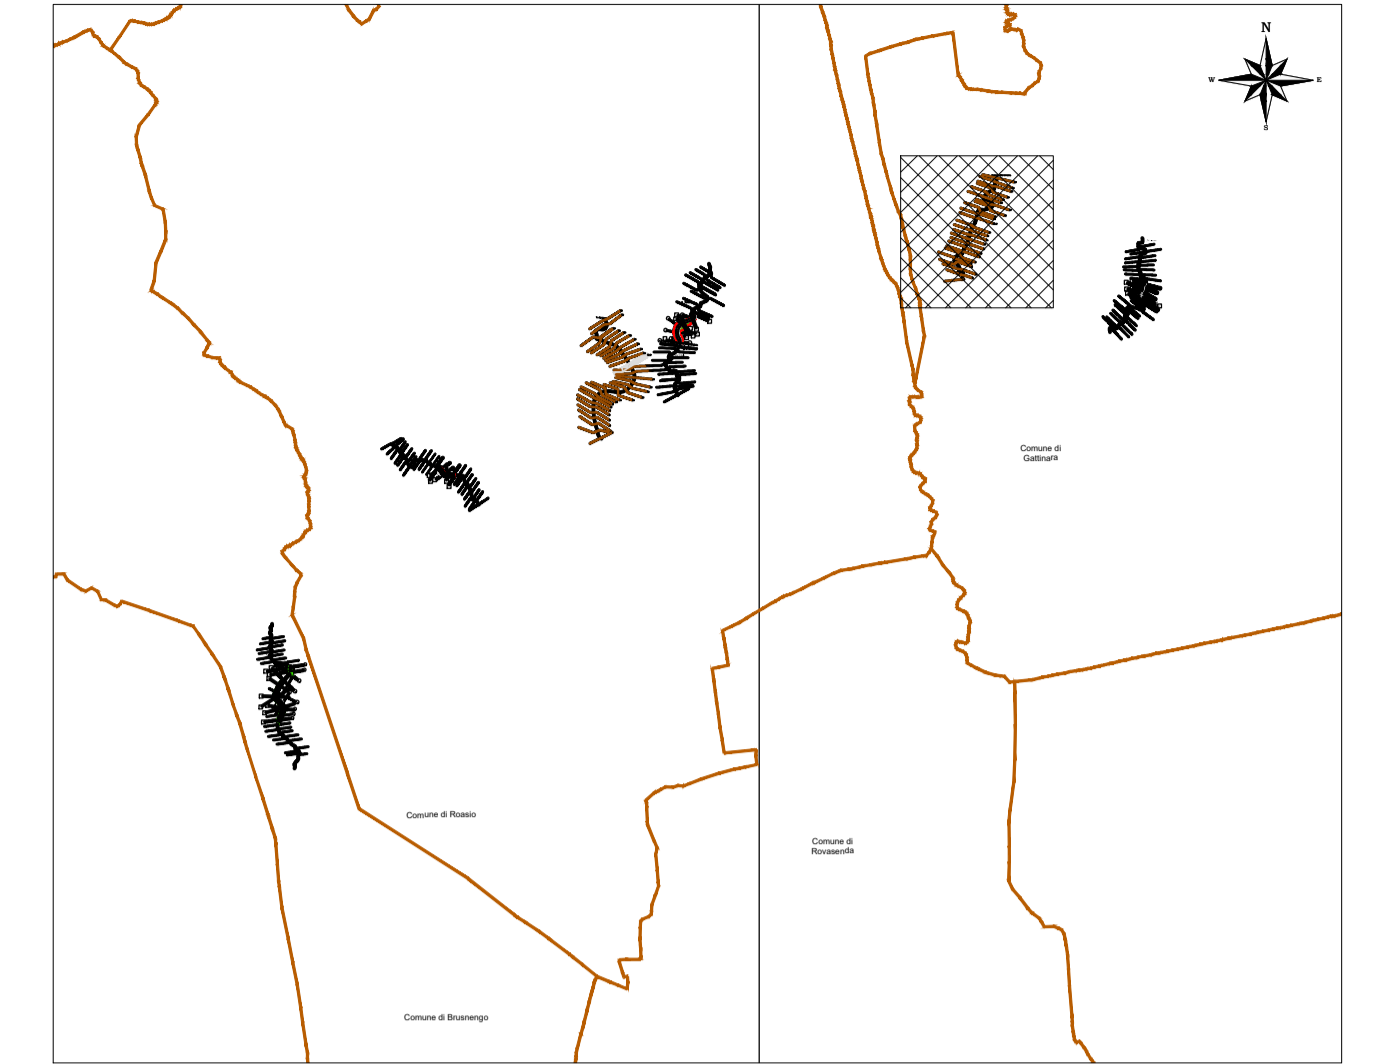 N
W
E
S
Comune di
Gattinara
Comune di Roasio
Comune di
Rovasenda
Comune di Brusnengo